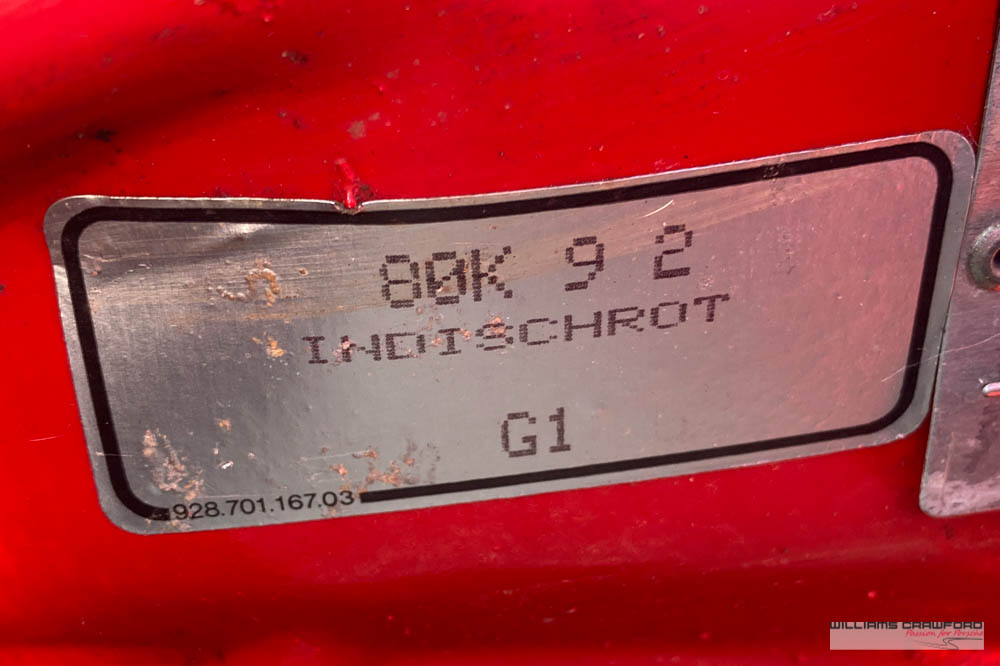 80K 9 2
INDISCHROT
G1
928.701.167.03
WILLIAMS CRAWFORD
Passion for Porsche